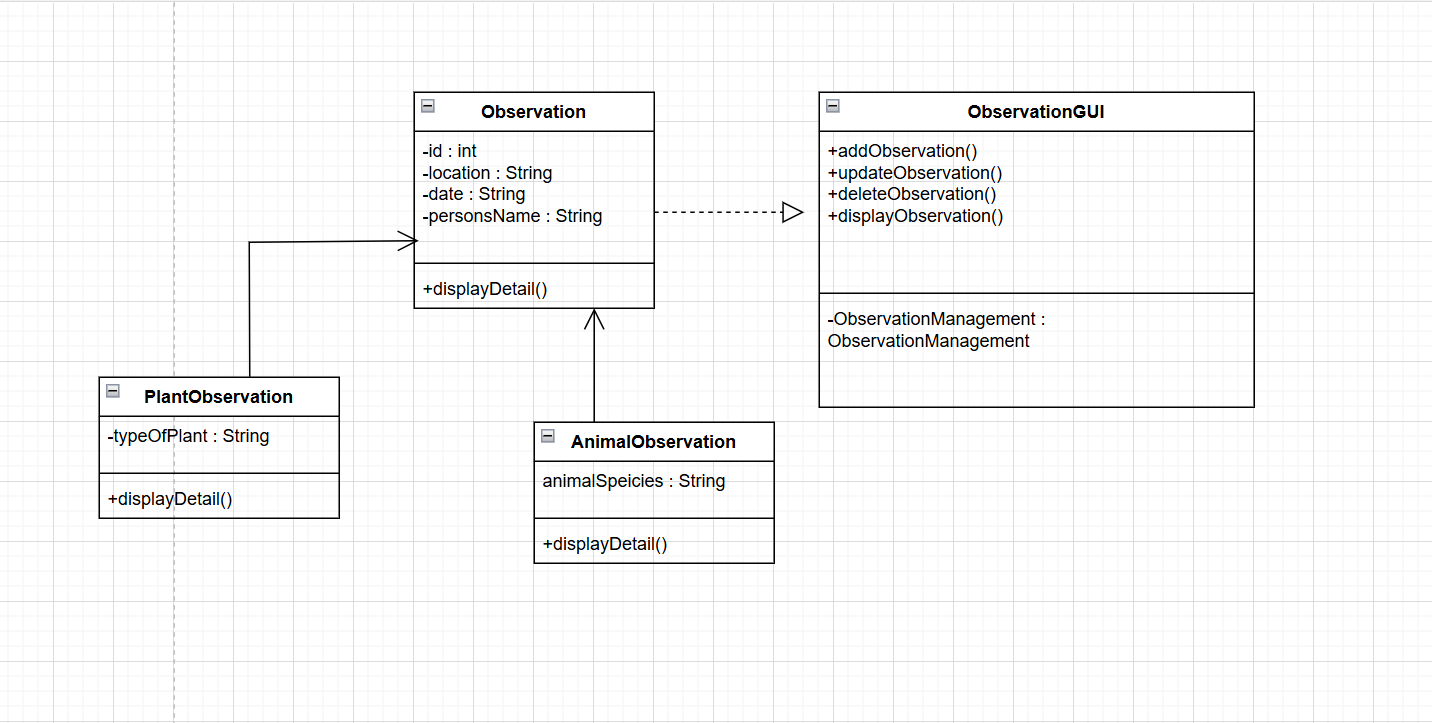 Observation
-id : int
-location : String
-date : String
-personsName : String
+displayDetail()
ObservationGUI
+addObservation()
+updateObservation()
+deleteObservation()
+displayObservation()
-ObservationManagement :
ObservationManagement
PlantObservation
-typeOfPlant : String
+displayDetail()
AnimalObservation
animalSpeicies : String
+displayDetail()